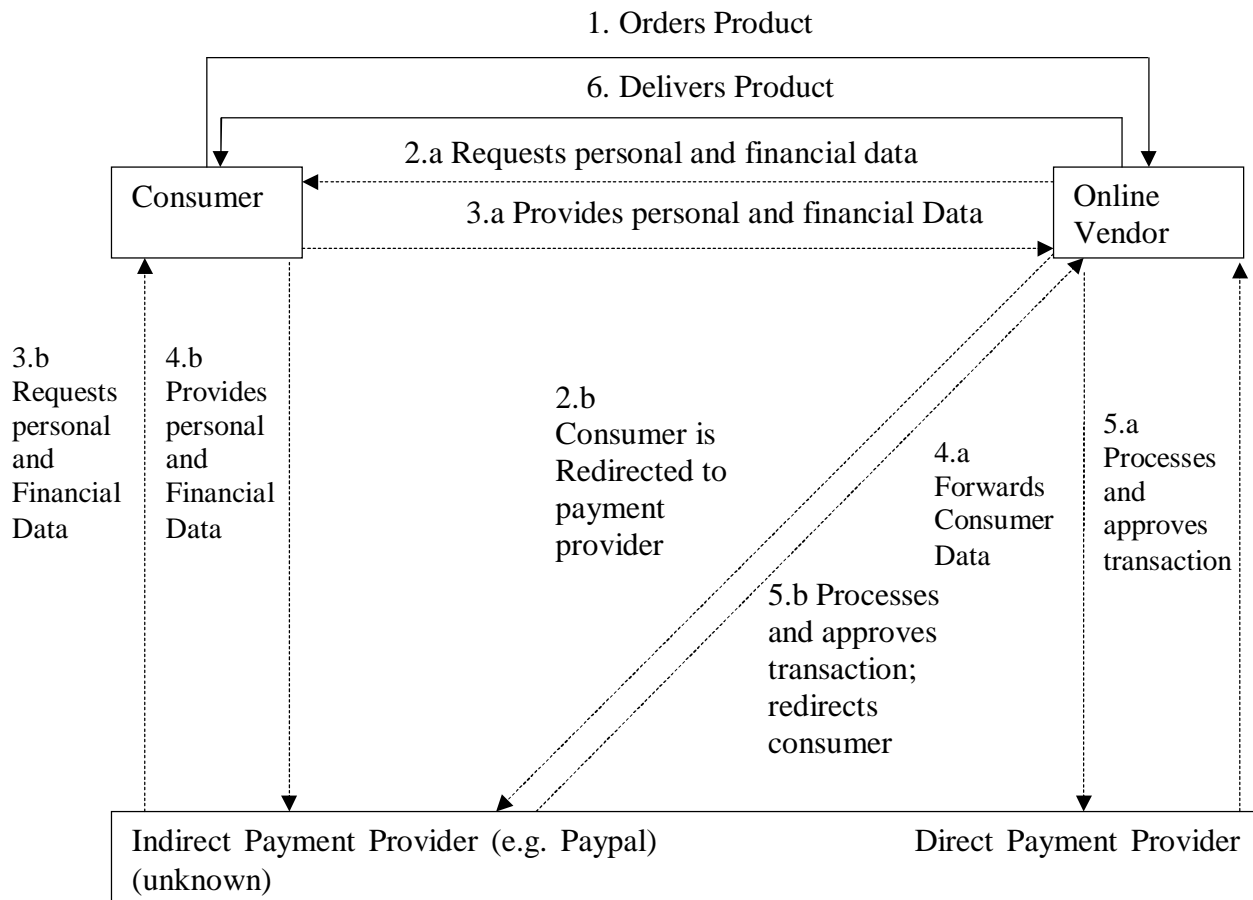 1. Orders Product
6. Delivers Product
2.a Requests personal and financial data
Consumer
Online
Vendor
3.a Provides personal and financial Data
3.b
Requests
personal
and
Financial
Data
4.b
Provides
personal
and
Financial
Data
2.b
Consumer is
Redirected to
payment
provider
5.b Processes
and approves
transaction;
redirects
consumer
4.a
Forwards
Consumer
Data
5.a
Processes
and
approves
transaction
Indirect Payment Provider (e.g. Paypal) Direct Payment Provider
(unknown)